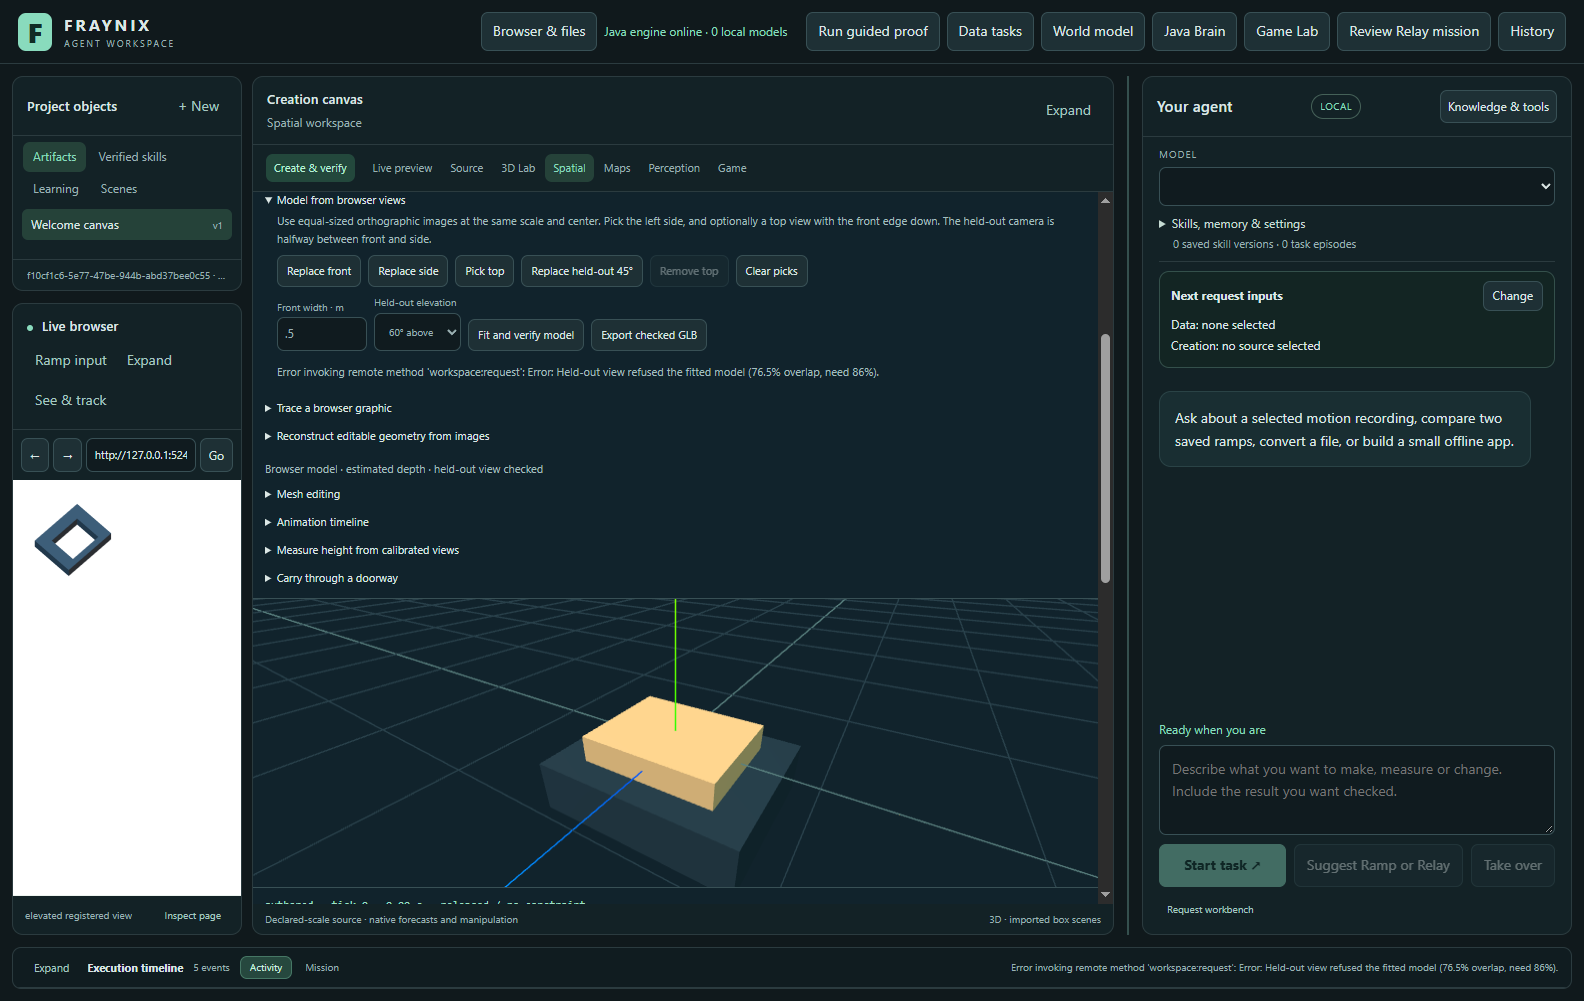 F
FRAYNIX
AGENT WORKSPACE
Browser & files
Java engine online · 0 local models
Run guided proof
Data tasks
World model
Java Brain
Game Lab
Review Relay mission
History
Project objects
+ New
Artifacts
Verified skills
Learning
Scenes
Welcome canvas
v1
f10cf1c6-5e77-47be-944b-abd37bee0c55 · ...
Live browser
Ramp input
Expand
See & track
←
→
http://127.0.0.1:524
Go
elevated registered view
Inspect page
Creation canvas
Spatial workspace
Expand
Create & verify
Live preview
Source
3D Lab
Spatial
Maps
Perception
Game
Model from browser views
Use equal-sized orthographic images at the same scale and center. Pick the left side, and optionally a top view with the front edge down. The held-out camera is
halfway between front and side.
Replace front
Replace side
Pick top
Replace held-out 45°
Remove top
Clear picks
Front width · m
Held-out elevation
.5
60° above
Fit and verify model
Export checked GLB
Error invoking remote method 'workspace:request': Error: Held-out view refused the fitted model (76.5% overlap, need 86%).
Trace a browser graphic
Reconstruct editable geometry from images
Browser model · estimated depth · held-out view checked
Mesh editing
Animation timeline
Measure height from calibrated views
Carry through a doorway
Declared-scale source · native forecasts and manipulation
3D · imported box scenes
Your agent
LOCAL
Knowledge & tools
MODEL
Skills, memory & settings
0 saved skill versions · 0 task episodes
Next request inputs
Change
Data: none selected
Creation: no source selected
Ask about a selected motion recording, compare two
saved ramps, convert a file, or build a small offline app.
Ready when you are
Describe what you want to make, measure or change.
Include the result you want checked.
Start task ↗
Suggest Ramp or Relay
Take over
Request workbench
Expand
Execution timeline
5 events
Activity
Mission
Error invoking remote method 'workspace:request': Error: Held-out view refused the fitted model (76.5% overlap, need 86%).